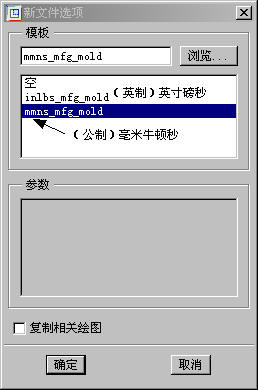 新文件选项
模板
mmns_mfg_mold
浏览...
空
inlbs_mfg_mold（英制）英寸磅秒
mmns_mfg_mold
（公制）毫米牛顿秒
参数
复制相关绘图
确定
取消